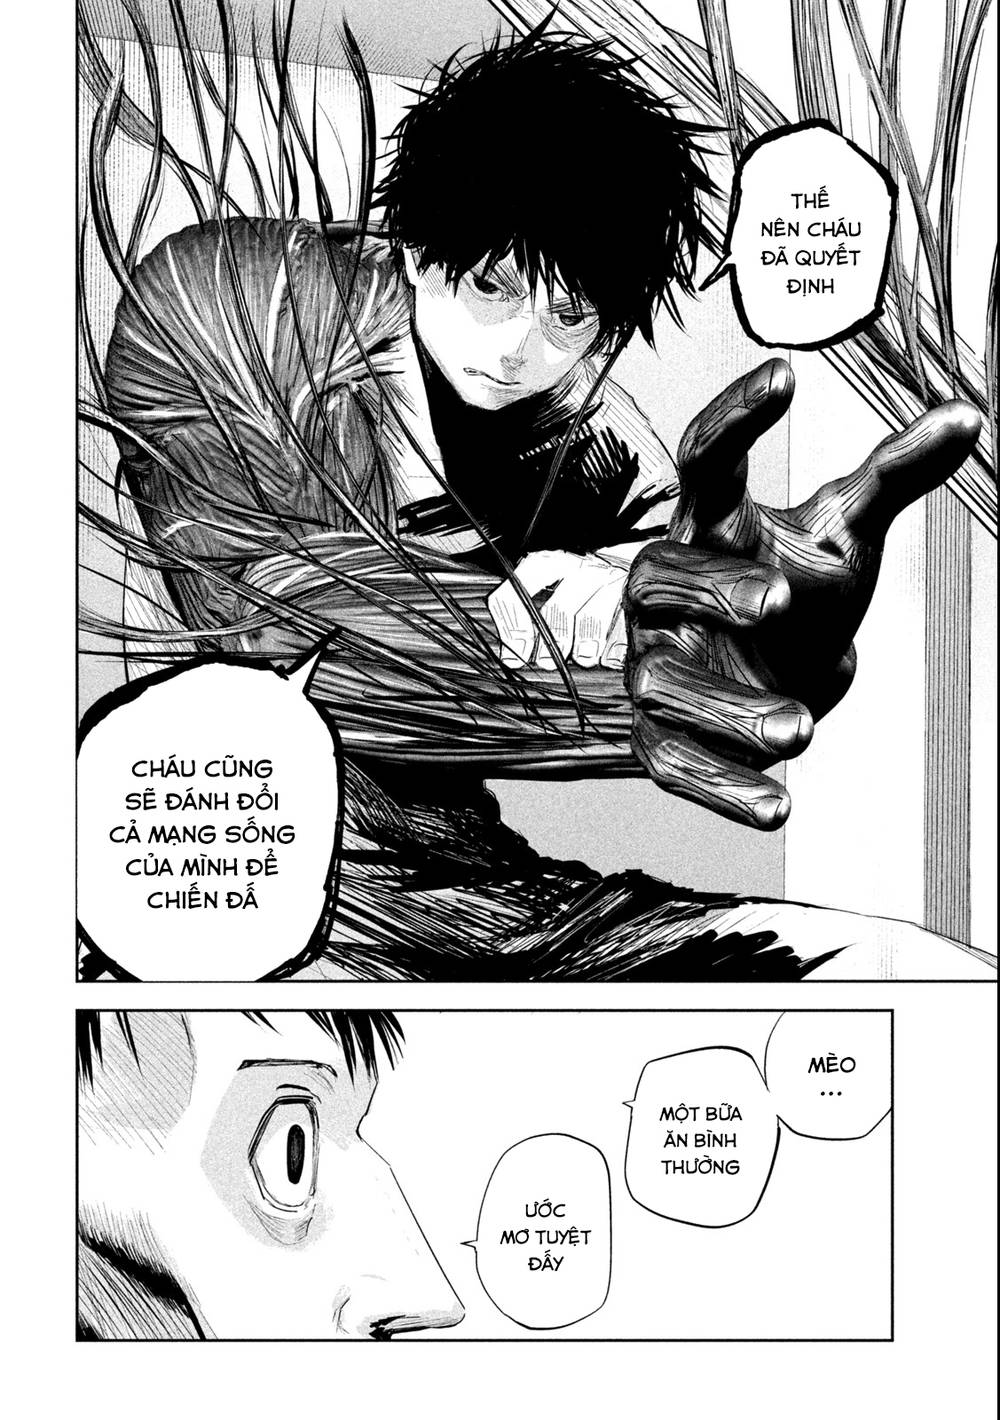 THẾ
NÊN CHÁU
ĐÃ QUYẾT
ĐỊNH
CHÁU CŨNG
SẼ ĐÁNH ĐỔI
CẢ MẠNG SỐNG
CỦA MÌNH ĐỂ
CHIẾN ĐẤ
MÈO
...
MỘT BỮA
ĂN BÌNH
THƯỜNG
ƯỚC
MƠ TUYỆT
ĐẤY